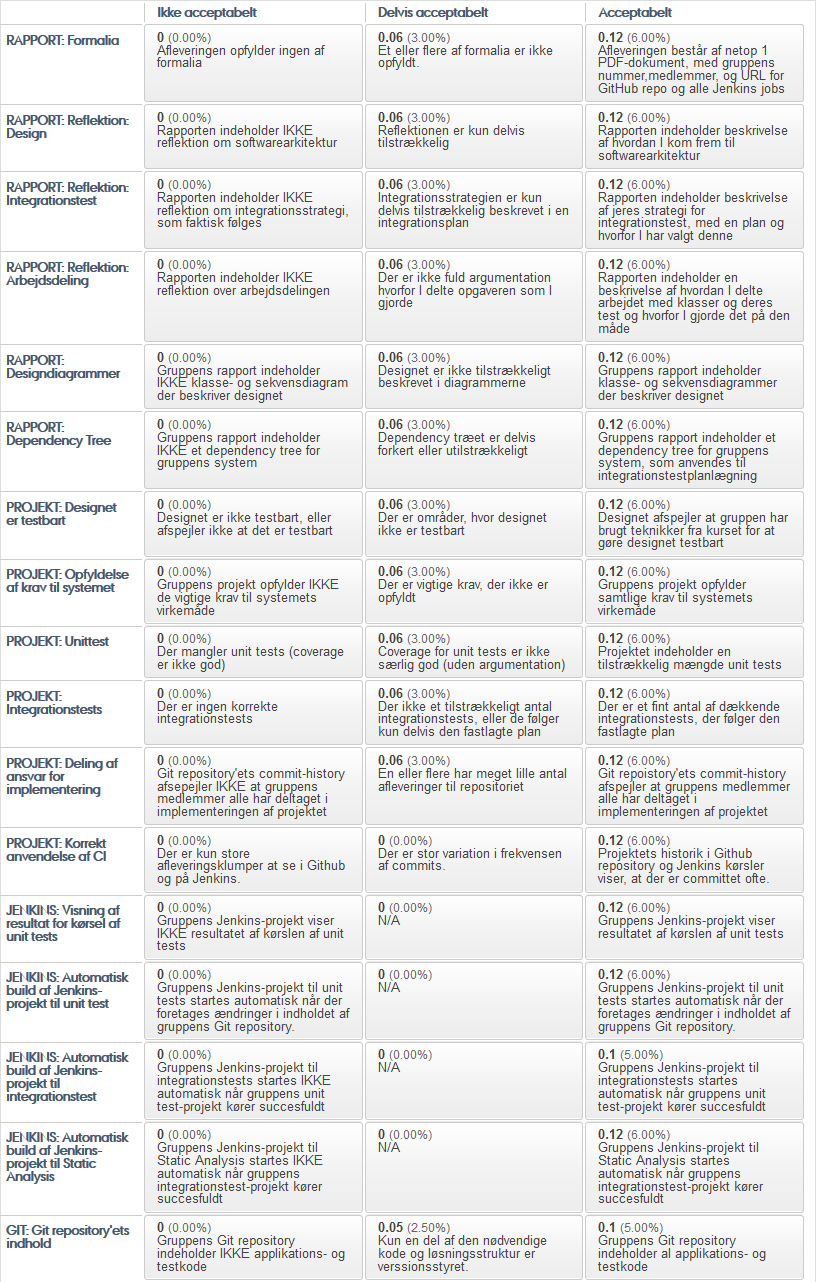 Ikke acceptabelt
Delvis acceptabelt
Acceptabelt
RAPPORT: Formalia
0 (0.00%)
Afleveringen opfylder ingen af
formalia
0.06 (3.00%)
Et eller flere af formalia er ikke
opfyldt.
0.12 (6.00%)
Afleveringen består af netop 1
PDF-dokument, med gruppens
nummer,medlemmer, og URL for
GitHub repo og alle Jenkins jobs
RAPPORT: Reflektion:
Design
0 (0.00%)
Rapporten indeholder IKKE
reflektion om softwarearkitektur
0.06 (3.00%)
Reflektionen er kun delvis
tilstrækkelig
0.12 (6.00%)
Rapporten indeholder beskrivelse
af hvordan I kom frem til
softwarearkitektur
RAPPORT: Reflektion:
Integrationstest
0 (0.00%)
Rapporten indeholder IKKE
reflektion om integrationsstrategi,
som faktisk følges
0.06 (3.00%)
Integrationsstrategien er kun
delvis tilstrækkelig beskrevet i en
integrationsplan
0.12 (6.00%)
Rapporten indeholder beskrivelse
af jeres strategi for
integrationstest, med en plan og
hvorfor I har valgt denne
RAPPORT: Reflektion:
Arbejdsdeling
0 (0.00%)
Rapporten indeholder IKKE
reflektion over arbejdsdelingen
0.06 (3.00%)
Der er ikke fuld argumentation
hvorfor I delte opgaveren som I
gjorde
0.12 (6.00%)
Rapporten indeholder en
beskrivelse af hvordan I delte
arbejdet med klasser og deres
test og hvorfor I gjorde det på den
måde
RAPPORT:
Designdiagrammer
0 (0.00%)
Gruppens rapport indeholder
IKKE klasse- og sekvensdiagram
der beskriver designet
0.06 (3.00%)
Designet er ikke tilstrækkeligt
beskrevet i diagrammerne
0.12 (6.00%)
Gruppens rapport indeholder
klasse- og sekvensdiagrammer
der beskriver designet
RAPPORT:
Dependency Tree
0 (0.00%)
Gruppens rapport indeholder
IKKE et dependency tree for
gruppens system
0.06 (3.00%)
Dependency træet er delvis
forkert eller utilstrækkeligt
0.12 (6.00%)
Gruppens rapport indeholder et
dependency tree for gruppens
system, som anvendes til
integrationstestplanlægning
PROJEKT: Designet
er testbart
0 (0.00%)
Designet er ikke testbart, eller
afspejler ikke at det er testbart
0.06 (3.00%)
Der er områder, hvor designet
ikke er testbart
0.12 (6.00%)
Designet afspejler at gruppen har
brugt teknikker fra kurset for at
gøre designet testbart
PROJEKT: Opfyldelse
af krav til systemet
0 (0.00%)
Gruppens projekt opfylder IKKE
de vigtige krav til systemets
virkemåde
0.06 (3.00%)
Der er vigtige krav, der ikke er
opfyldt
0.12 (6.00%)
Gruppens projekt opfylder
samtlige krav til systemets
virkemåde
PROJEKT: Unittest
0 (0.00%)
Der mangler unit tests (coverage
er ikke god)
0.06 (3.00%)
Coverage for unit tests er ikke
særlig god (uden argumentation)
0.12 (6.00%)
Projektet indeholder en
tilstrækkelig mængde unit tests
PROJEKT:
Integrationstests
0 (0.00%)
Der er ingen korrekte
integrationstests
0.06 (3.00%)
Der ikke et tilstrækkeligt antal
integrationstests, eller de følger
kun delvis den fastlagte plan
0.12 (6.00%)
Der er et fint antal af dækkende
integrationstests, der følger den
fastlagte plan
PROJEKT: Deling af
ansvar for
implementering
0 (0.00%)
Git repository'ets commit-history
afsepejler IKKE at gruppens
medlemmer alle har deltaget i
implementeringen af projektet
0.06 (3.00%)
En eller flere har meget lille antal
afleveringer til repositoriet
0.12 (6.00%)
Git repoistory'ets commit-history
afspejler at gruppens medlemmer
alle har deltaget i
implementeringen af projektet
PROJEKT: Korrekt
anvendelse af CI
0 (0.00%)
Der er kun store
afleveringsklumper at se i Github
og på Jenkins.
0 (0.00%)
Der er stor variation i frekvensen
af commits.
0.12 (6.00%)
Projektets historik i Github
repository og Jenkins kørsler
viser, at der er committet ofte.
JENKINS: Visning af
resultat for kørsel af
unit tests
0 (0.00%)
Gruppens Jenkins-projekt viser
IKKE resultatet af kørslen af unit
tests
0 (0.00%)
N/A
0.12 (6.00%)
Gruppens Jenkins-projekt viser
resultatet af kørslen af unit tests
JENKINS: Automatisk
build af Jenkins-
projekt til unit test
0 (0.00%)
Gruppens Jenkins-projekt til unit
tests startes automatisk når der
foretages ændringer i indholdet af
gruppens Git repository.
0 (0.00%)
N/A
0.12 (6.00%)
Gruppens Jenkins-projekt til unit
tests startes automatisk når der
foretages ændringer i indholdet af
gruppens Git repository.
JENKINS: Automatisk
build af Jenkins-
projekt til
integrationstest
0 (0.00%)
Gruppens Jenkins-projekt til
integrationstests startes IKKE
automatisk når gruppens unit
test-projekt kører succesfuldt
0 (0.00%)
N/A
0.1 (5.00%)
Gruppens Jenkins-projekt til
integrationstests startes
automatisk når gruppens unit
test-projekt kører succesfuldt
JENKINS: Automatisk
build af Jenkins-
projekt til Static
Analysis
0 (0.00%)
Gruppens Jenkins-projekt til
Static Analysis startes IKKE
automatisk når gruppens
integrationstest-projekt kører
succesfuldt
0 (0.00%)
N/A
0.12 (6.00%)
Gruppens Jenkins-projekt til
Static Analysis startes
automatisk når gruppens
integrationstest-projekt kører
succesfuldt
GIT: Git repository'ets
indhold
0 (0.00%)
Gruppens Git repository
indeholder IKKE applikations- og
testkode
0.05 (2.50%)
Kun en del af den nødvendige
kode og løsningsstruktur er
verssionsstyret.
0.1 (5.00%)
Gruppens Git repository
indeholder al applikations- og
testkode